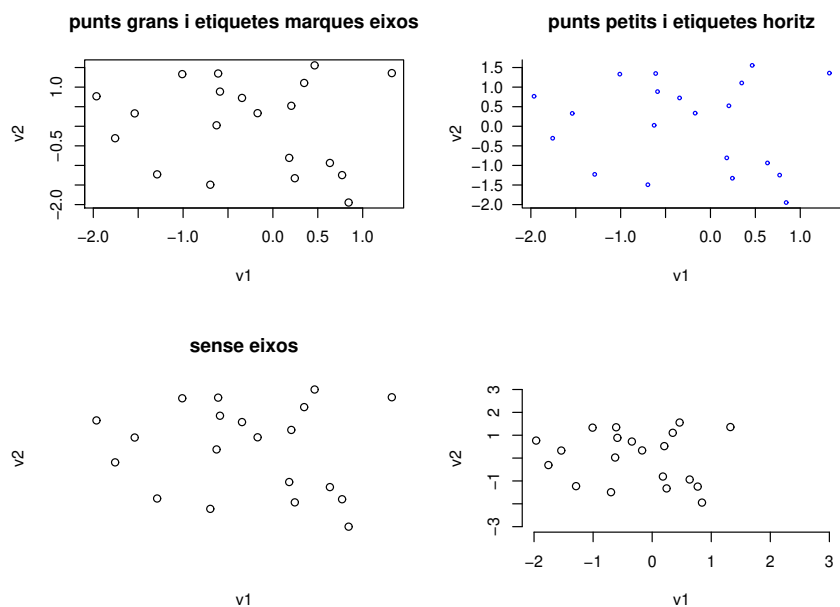 punts grans i etiquetes marques eixos
v2
1.0
−0.5
−2.0
−2.0 −1.0 0.0 0.5 1.0
v1
punts petits i etiquetes horitz
v2
1.5
1.0
0.5
0.0
−0.5
−1.0
−1.5
−2.0
−2.0 −1.0 0.0 0.5 1.0
v1
sense eixos
v2
v1
v2
3
2
1
−1
−3
−2 −1 0 1 2 3
v1